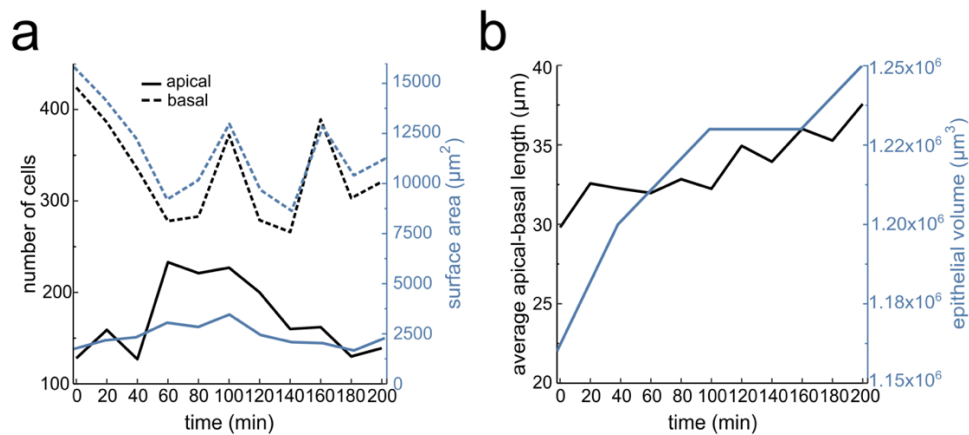 a
number of cells
400
300
200
100
apical
basal
15000
12500
10000
7500
5000
2500
0
surface area (μm²)
0 20 40 60 80 100 120 140 160 180 200
time (min)
b
average apical-basal length (μm)
40
35
30
25
20
1.25x10⁶
1.22x10⁶
1.20x10⁶
1.18x10⁶
1.15x10⁶
epithelial volume (μm³)
0 20 40 60 80 100 120 140 160 180 200
time (min)